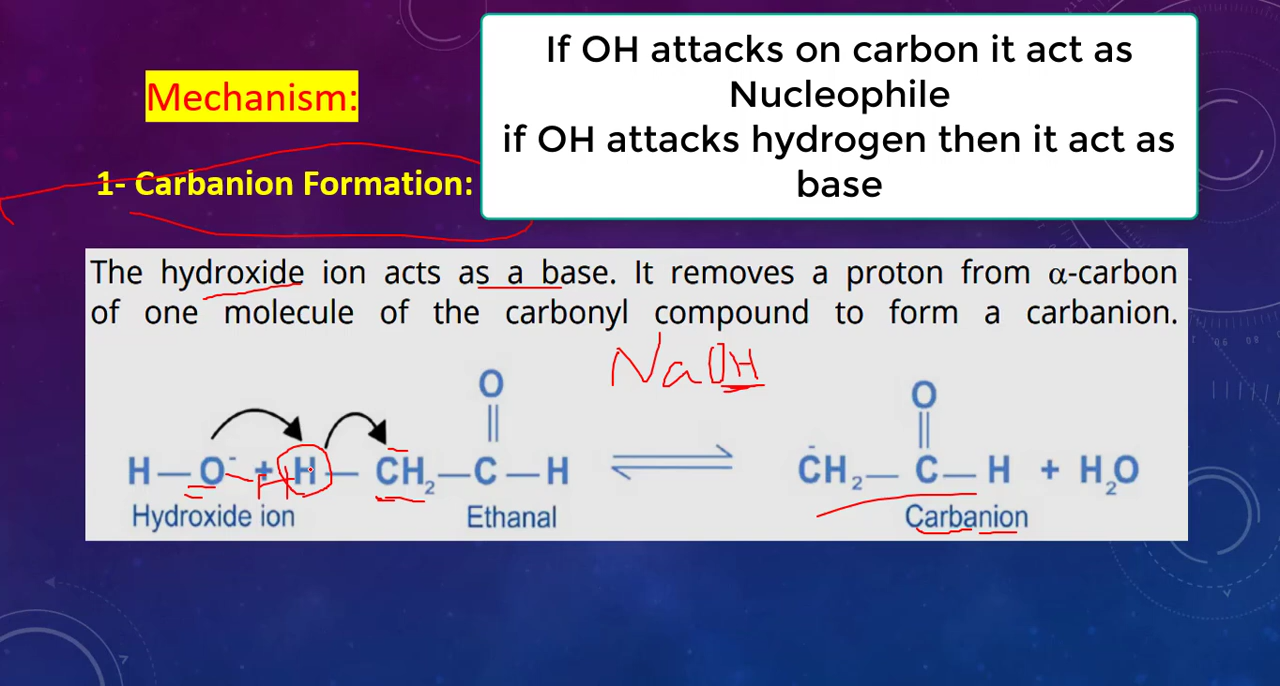 If OH attacks on carbon it act as
Nucleophile
if OH attacks hydrogen then it act as
base
Mechanism:
1- Carbanion Formation:
The hydroxide ion acts as a base. It removes a proton from α-carbon
of one molecule of the carbonyl compound to form a carbanion.
NaOH
O O
H—O⁻ + H—CH₂—C—H ⇌ C̄H₂—C—H + H₂O
H
Hydroxide ion Ethanal Carbanion